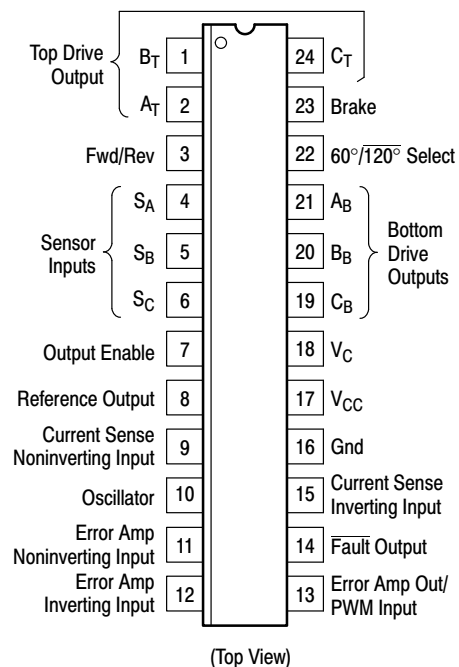 Top Drive
Output
B_T 1
A_T 2
Fwd/Rev 3
Sensor
Inputs
S_A 4
S_B 5
S_C 6
Output Enable 7
Reference Output 8
Current Sense
Noninverting Input 9
Oscillator 10
Error Amp
Noninverting Input 11
Error Amp
Inverting Input 12
24 C_T
23 Brake
22 60°/1̅2̅0̅°̅ Select
21 A_B
20 B_B
19 C_B
Bottom
Drive
Outputs
18 V_C
17 V_CC
16 Gnd
15 Current Sense
Inverting Input
14 F̅a̅u̅l̅t̅ Output
13 Error Amp Out/
PWM Input
(Top View)